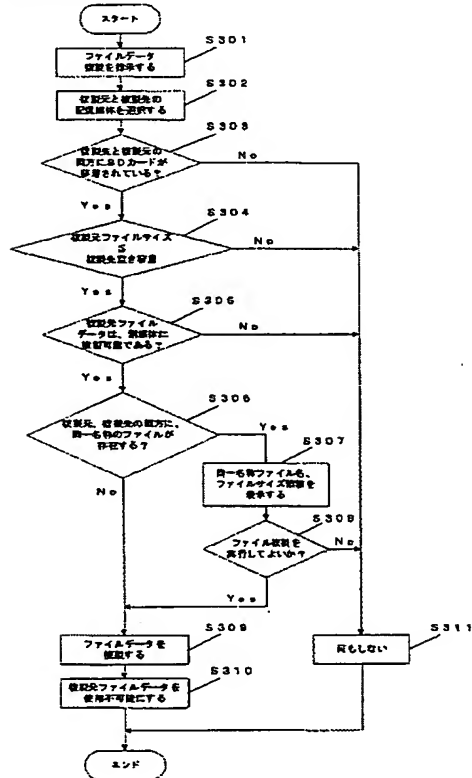 スタート
S301
ファイルデータ
複製を指示する
S302
複製元と複製先の
記憶媒体を選択する
S303
複製先と複製元の
両方にSDカードが
装着されている?
No
Yes
S304
複製元ファイルサイズ
≦
複製先空き容量
No
Yes
S305
複製元ファイル
データは、別媒体に
複製可能である?
No
Yes
S306
複製元、複製先の両方に、
同一名称のファイルが
存在する?
Yes
S307
同一名称ファイル名、
ファイルサイズ情報を
表示する
No
S308
ファイル複製を
実行してよいか?
No
Yes
S309
ファイルデータを
複製する
S311
何もしない
S310
複製元ファイルデータを
使用不可能にする
エンド